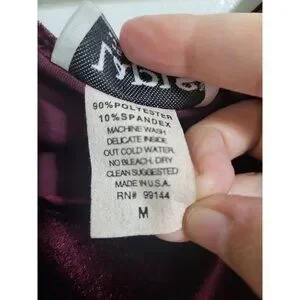 90% POLYESTER
10% SPANDEX
MACHINE WASH
DELICATE INSIDE
OUT COLD WATER
NO BLEACH. DRY
CLEAN SUGGESTED
MADE IN U.S.A.
RN# 99144
M